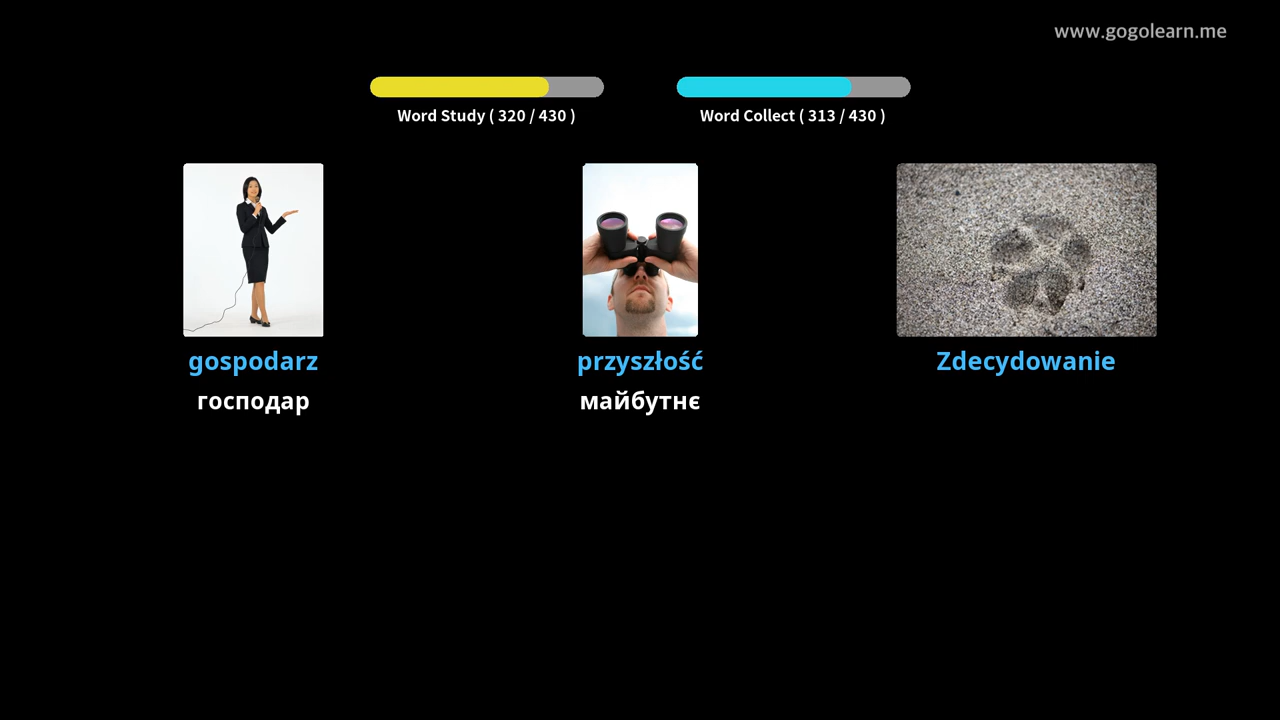 www.gogolearn.me
Word Study ( 320 / 430 )
Word Collect ( 313 / 430 )
gospodarz
господар
przyszłość
майбутнє
Zdecydowanie